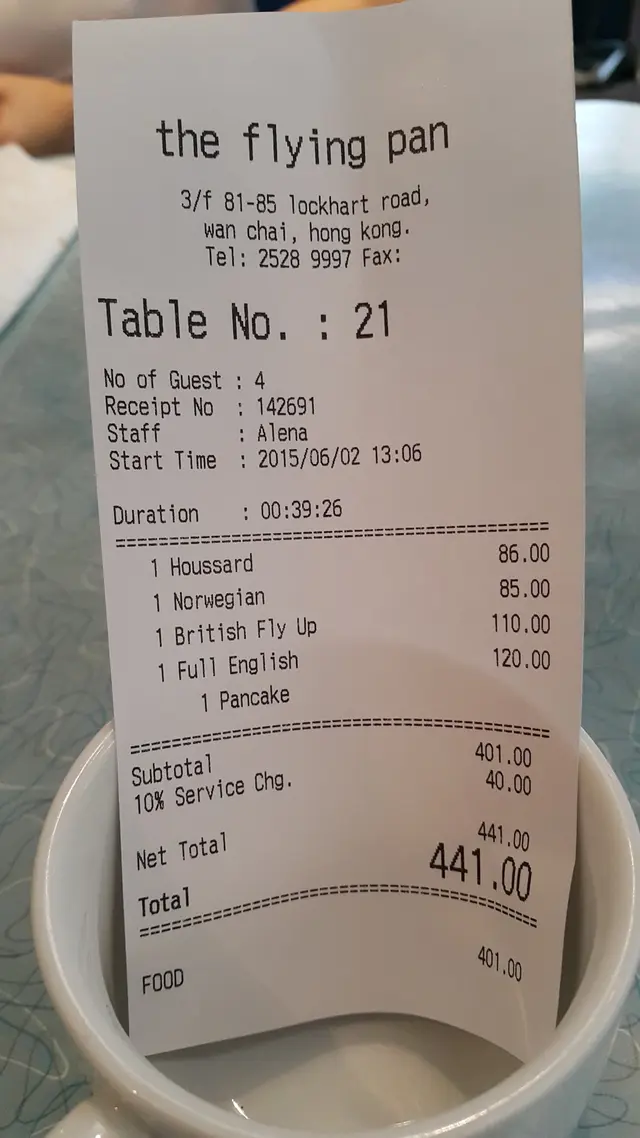 the flying pan
3/f 81-85 lockhart road,
wan chai, hong kong.
Tel: 2528 9997 Fax:
Table No. : 21
No of Guest : 4
Receipt No : 142691
Staff : Alena
Start Time : 2015/06/02 13:06
Duration : 00:39:26
================================================
1 Houssard 86.00
1 Norwegian 85.00
1 British Fly Up 110.00
1 Full English 120.00
1 Pancake
================================================
Subtotal 401.00
10% Service Chg. 40.00
Net Total 441.00
Total 441.00
================================================
FOOD 401.00